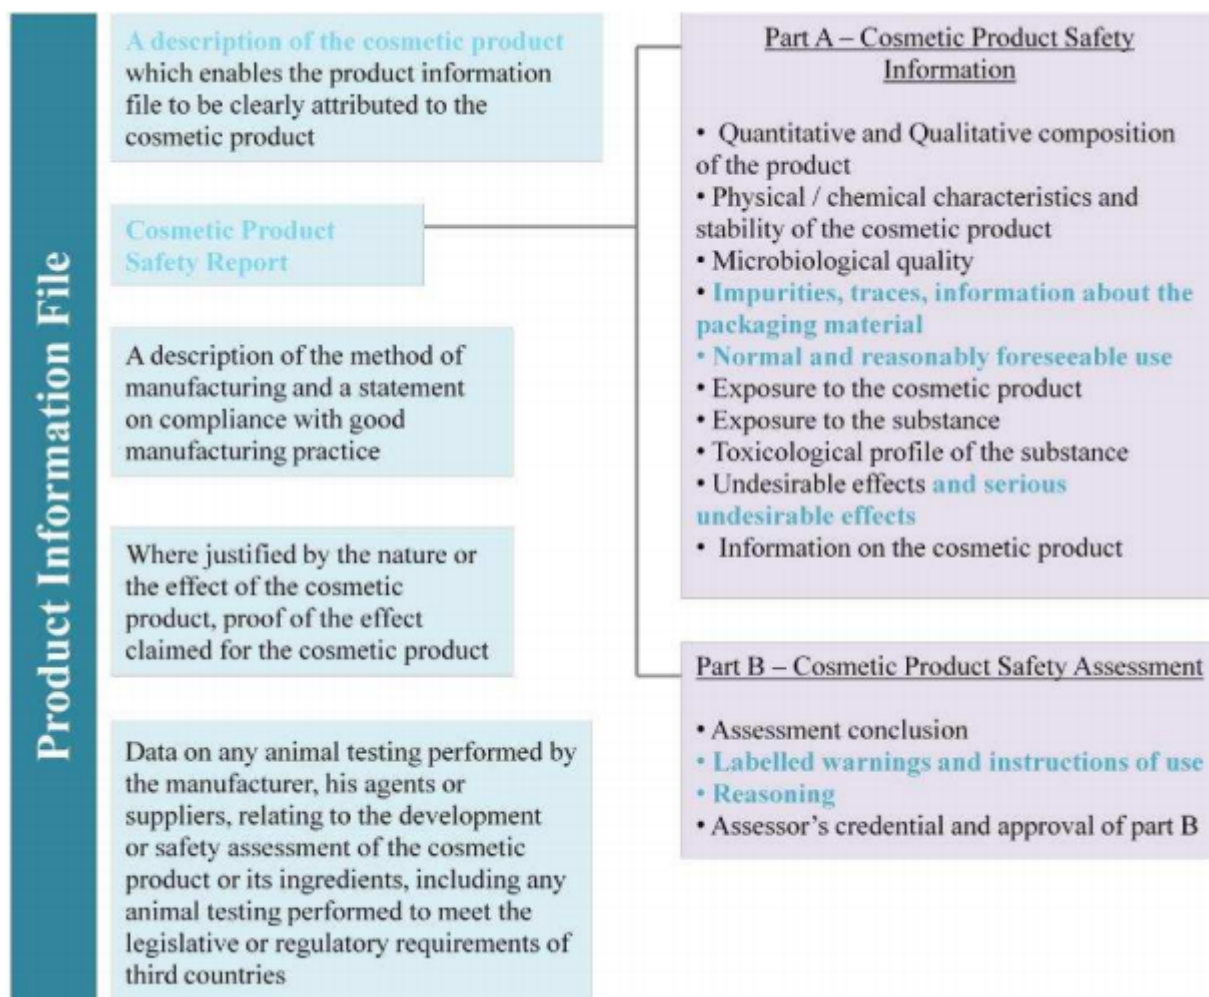 Product Information File
A description of the cosmetic product
which enables the product information
file to be clearly attributed to the
cosmetic product
Cosmetic Product
Safety Report
A description of the method of
manufacturing and a statement
on compliance with good
manufacturing practice
Where justified by the nature or
the effect of the cosmetic
product, proof of the effect
claimed for the cosmetic product
Data on any animal testing performed by
the manufacturer, his agents or
suppliers, relating to the development
or safety assessment of the cosmetic
product or its ingredients, including any
animal testing performed to meet the
legislative or regulatory requirements of
third countries
Part A – Cosmetic Product Safety
Information
• Quantitative and Qualitative composition
of the product
• Physical / chemical characteristics and
stability of the cosmetic product
• Microbiological quality
• Impurities, traces, information about the
packaging material
• Normal and reasonably foreseeable use
• Exposure to the cosmetic product
• Exposure to the substance
• Toxicological profile of the substance
• Undesirable effects and serious
undesirable effects
• Information on the cosmetic product
Part B – Cosmetic Product Safety Assessment
• Assessment conclusion
• Labelled warnings and instructions of use
• Reasoning
• Assessor’s credential and approval of part B